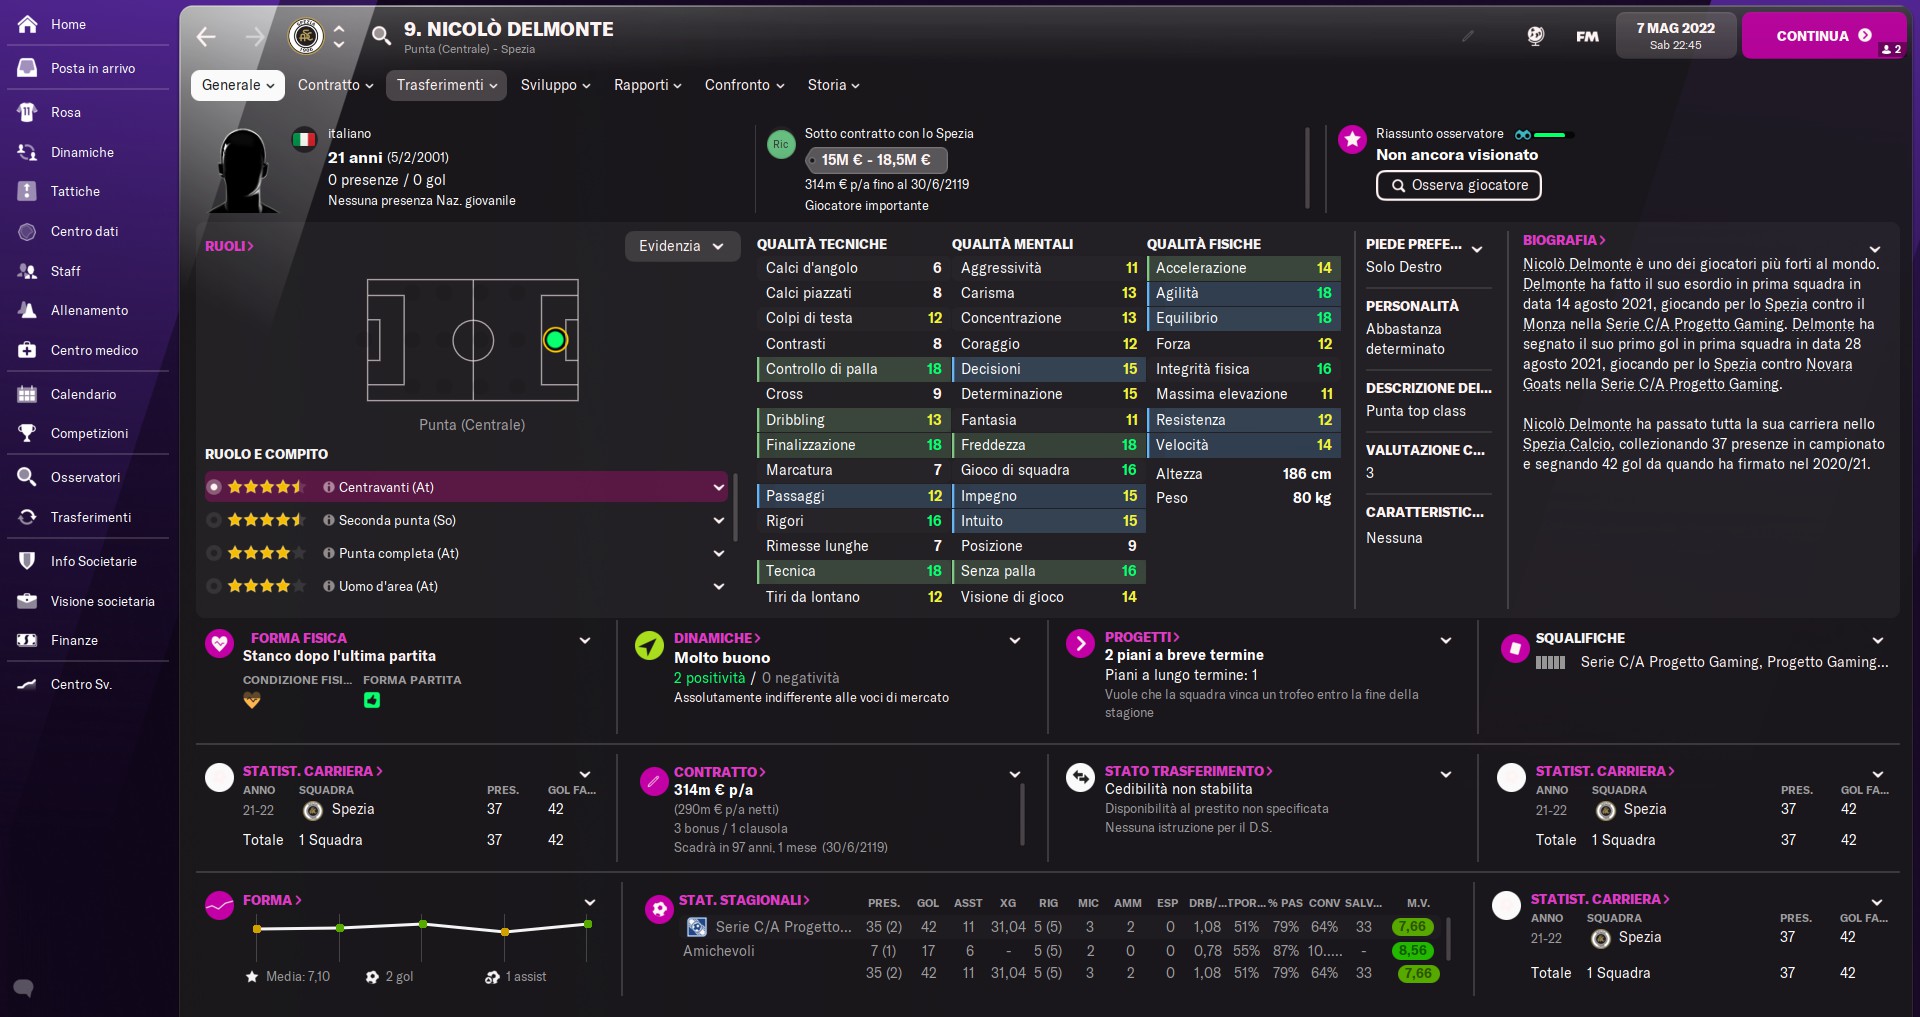 Home
Posta in arrivo
Rosa
Dinamiche
Tattiche
Centro dati
Staff
Allenamento
Centro medico
Calendario
Competizioni
Osservatori
Trasferimenti
Info Societarie
Visione societaria
Finanze
Centro Sv.
9. NICOLÒ DELMONTE
Punta (Centrale) - Spezia
FM
7 MAG 2022
Sab 22:45
CONTINUA
2
Generale Contratto Trasferimenti Sviluppo Rapporti Confronto Storia
italiano
21 anni (5/2/2001)
0 presenze / 0 gol
Nessuna presenza Naz. giovanile
Ric
Sotto contratto con lo Spezia
15M € - 18,5M €
314m € p/a fino al 30/6/2119
Giocatore importante
Riassunto osservatore
Non ancora visionato
Osserva giocatore
RUOLI
Evidenzia
Punta (Centrale)
RUOLO E COMPITO
Centravanti (At)
Seconda punta (So)
Punta completa (At)
Uomo d'area (At)
QUALITÀ TECNICHE
Calci d'angolo 6
Calci piazzati 8
Colpi di testa 12
Contrasti 8
Controllo di palla 18
Cross 9
Dribbling 13
Finalizzazione 18
Marcatura 7
Passaggi 12
Rigori 16
Rimesse lunghe 7
Tecnica 18
Tiri da lontano 12
QUALITÀ MENTALI
Aggressività 11
Carisma 13
Concentrazione 13
Coraggio 12
Decisioni 15
Determinazione 15
Fantasia 11
Freddezza 18
Gioco di squadra 16
Impegno 15
Intuito 15
Posizione 9
Senza palla 16
Visione di gioco 14
QUALITÀ FISICHE
Accelerazione 14
Agilità 18
Equilibrio 18
Forza 12
Integrità fisica 16
Massima elevazione 11
Resistenza 12
Velocità 14
Altezza 186 cm
Peso 80 kg
PIEDE PREFE...
Solo Destro
PERSONALITÀ
Abbastanza
determinato
DESCRIZIONE DEI...
Punta top class
VALUTAZIONE C...
3
CARATTERISTIC...
Nessuna
BIOGRAFIA
Nicolò Delmonte è uno dei giocatori più forti al mondo.
Delmonte ha fatto il suo esordio in prima squadra in
data 14 agosto 2021, giocando per lo Spezia contro il
Monza nella Serie C/A Progetto Gaming. Delmonte ha
segnato il suo primo gol in prima squadra in data 28
agosto 2021, giocando per lo Spezia contro Novara
Goats nella Serie C/A Progetto Gaming.
Nicolò Delmonte ha passato tutta la sua carriera nello
Spezia Calcio, collezionando 37 presenze in campionato
e segnando 42 gol da quando ha firmato nel 2020/21.
FORMA FISICA
Stanco dopo l'ultima partita
CONDIZIONE FISI... FORMA PARTITA
DINAMICHE
Molto buono
2 positività / 0 negatività
Assolutamente indifferente alle voci di mercato
PROGETTI
2 piani a breve termine
Piani a lungo termine: 1
Vuole che la squadra vinca un trofeo entro la fine della
stagione
SQUALIFICHE
Serie C/A Progetto Gaming, Progetto Gaming...
STATIST. CARRIERA
ANNO SQUADRA PRES. GOL FA...
21-22 Spezia 37 42
Totale 1 Squadra 37 42
CONTRATTO
314m € p/a
(290m € p/a netti)
3 bonus / 1 clausola
Scadrà in 97 anni, 1 mese (30/6/2119)
STATO TRASFERIMENTO
Cedibilità non stabilita
Disponibilità al prestito non specificata
Nessuna istruzione per il D.S.
STATIST. CARRIERA
ANNO SQUADRA PRES. GOL FA...
21-22 Spezia 37 42
Totale 1 Squadra 37 42
FORMA
Media: 7,10 2 gol 1 assist
STAT. STAGIONALI PRES. GOL ASST XG RIG MIC AMM ESP DRB/... TPOR... % PAS CONV SALV... M.V.
Serie C/A Progetto... 35 (2) 42 11 31,04 5 (5) 3 2 0 1,08 51% 79% 64% 33 7,66
Amichevoli 7 (1) 17 6 - 5 (5) 2 0 0 0,78 55% 87% 10..... - 8,56
35 (2) 42 11 31,04 5 (5) 3 2 0 1,08 51% 79% 64% 33 7,66
STATIST. CARRIERA
ANNO SQUADRA PRES. GOL FA...
21-22 Spezia 37 42
Totale 1 Squadra 37 42